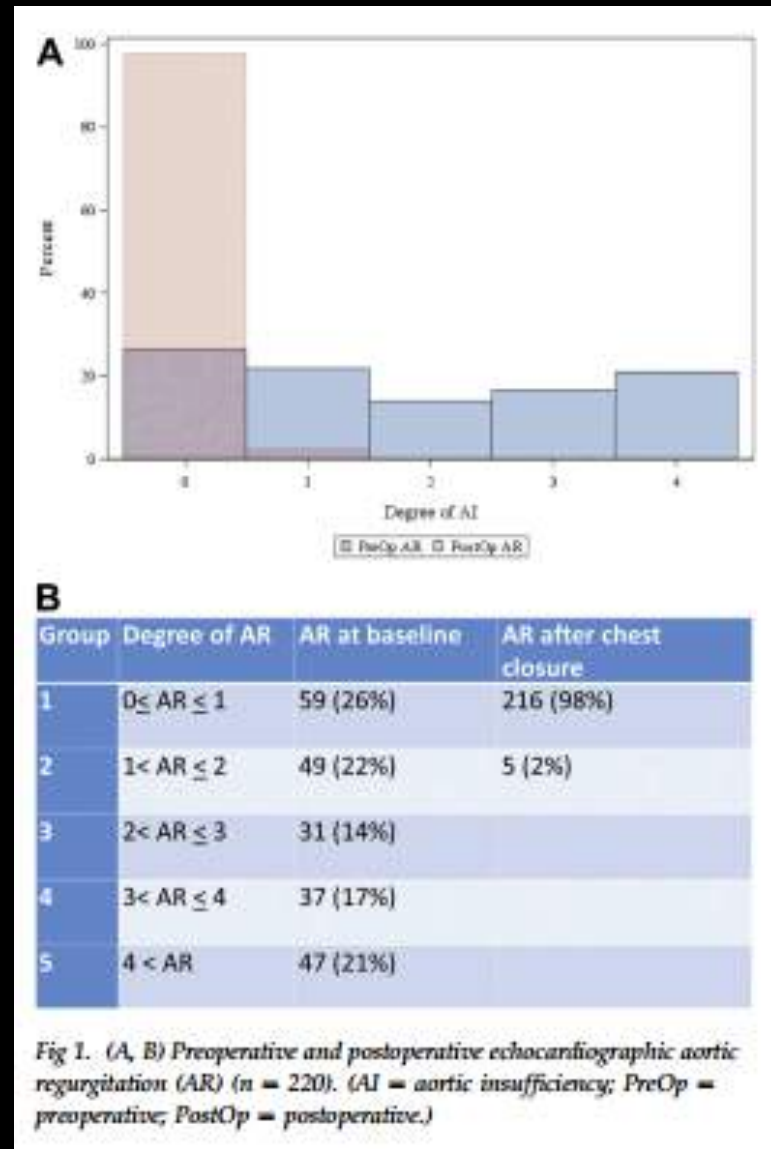 A
100
80
60
40
20
0
Percent
0 1 2 3 4
Degree of AI
PreOp AR PostOp AR
B
Group Degree of AR AR at baseline AR after chest
closure
1 0≤ AR ≤ 1 59 (26%) 216 (98%)
2 1< AR ≤ 2 49 (22%) 5 (2%)
3 2< AR ≤ 3 31 (14%)
4 3< AR ≤ 4 37 (17%)
5 4 < AR 47 (21%)
Fig 1. (A, B) Preoperative and postoperative echocardiographic aortic
regurgitation (AR) (n = 220). (AI = aortic insufficiency; PreOp =
preoperative; PostOp = postoperative.)